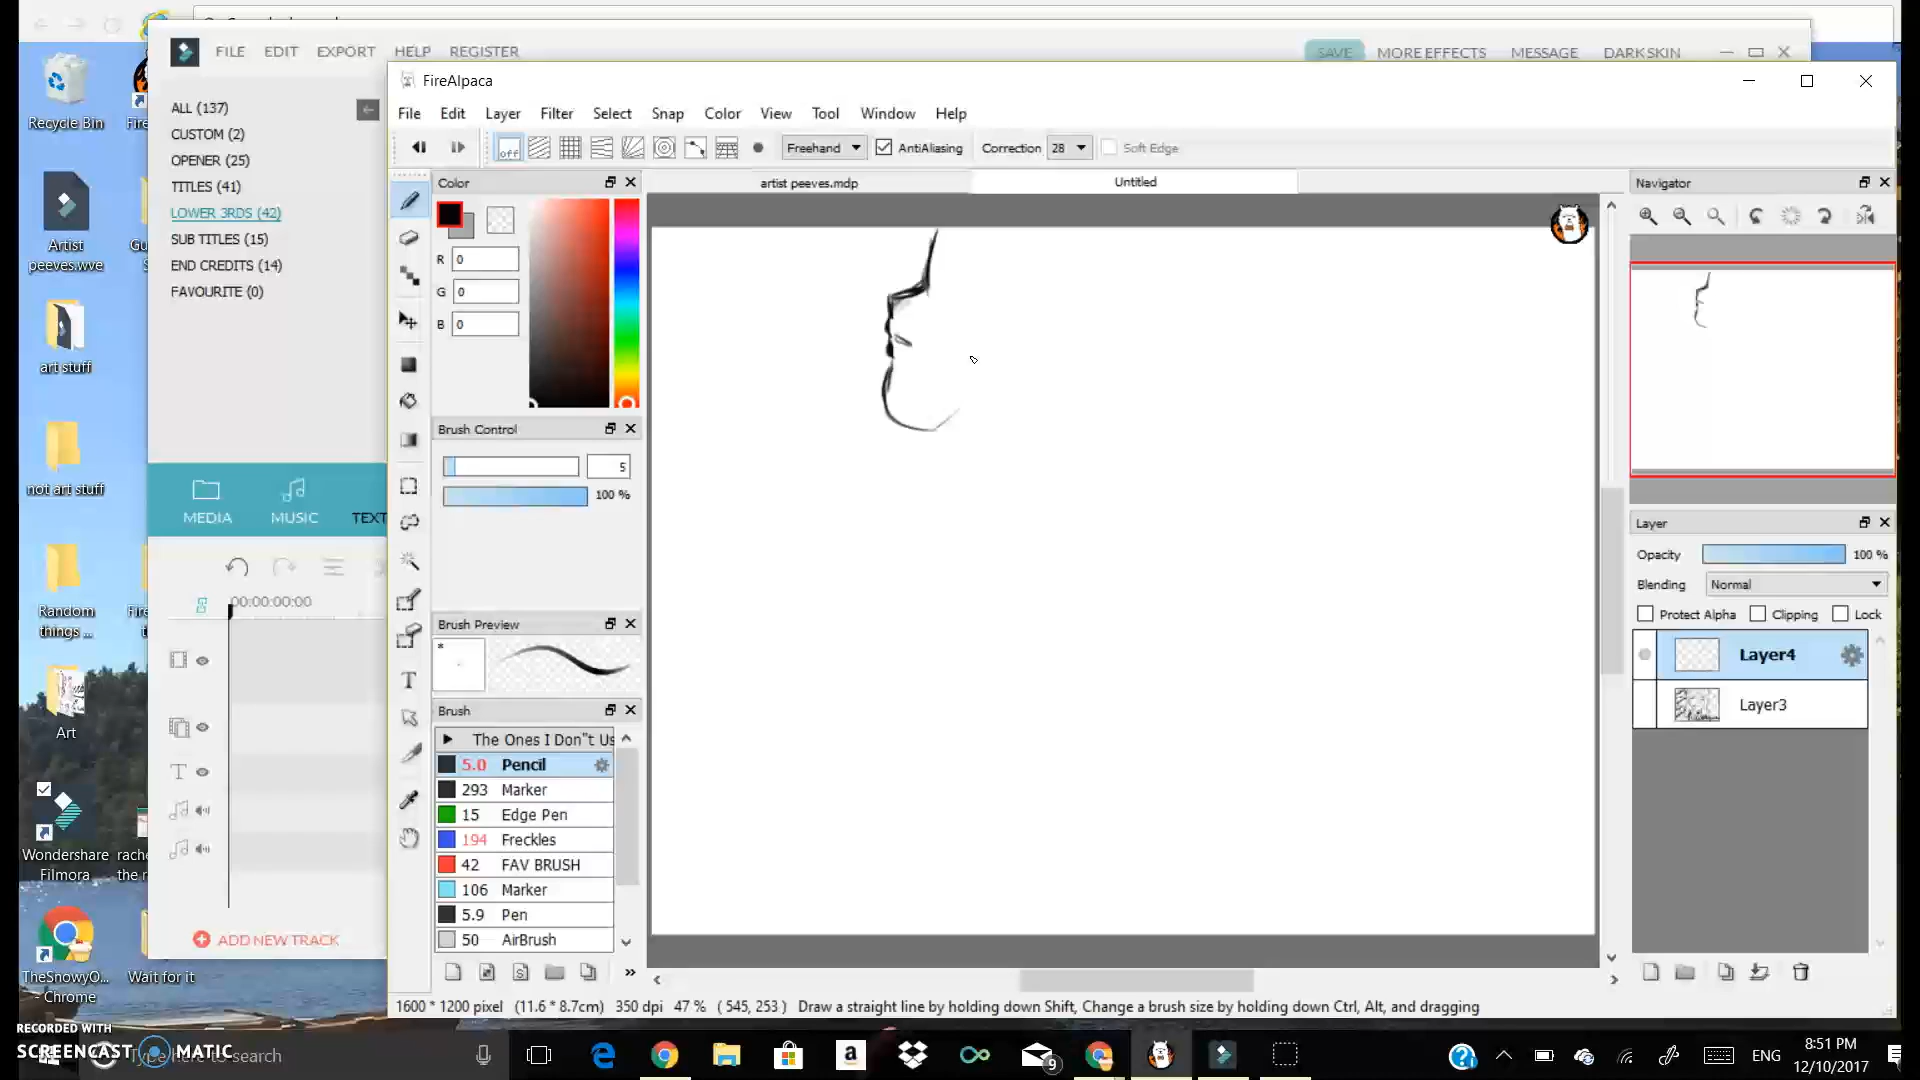 FILE EDIT EXPORT HELP REGISTER
SAVE MORE EFFECTS MESSAGE DARK SKIN
FireAlpaca
File Edit Layer Filter Select Snap Color View Tool Window Help
off Freehand AntiAliasing Correction 28 Soft Edge
Recycle Bin
Artist
peeves.wve
art stuff
not art stuff
Random
things ...
Art
Wondershare
Filmora
TheSnowyO...
- Chrome
Wait for it
ALL (137)
CUSTOM (2)
OPENER (25)
TITLES (41)
LOWER 3RDS (42)
SUB TITLES (15)
END CREDITS (14)
FAVOURITE (0)
MEDIA MUSIC TEXT
00:00:00:00
ADD NEW TRACK
Color
R 0
G 0
B 0
Brush Control
5
100 %
Brush Preview
*
Brush
The Ones I Don"t Us
5.0 Pencil
293 Marker
15 Edge Pen
194 Freckles
42 FAV BRUSH
106 Marker
5.9 Pen
50 AirBrush
artist peeves.mdp Untitled
Navigator
Layer
Opacity 100 %
Blending Normal
Protect Alpha Clipping Lock
Layer4
Layer3
1600 * 1200 pixel (11.6 * 8.7cm) 350 dpi 47 % ( 545, 253 ) Draw a straight line by holding down Shift, Change a brush size by holding down Ctrl, Alt, and dragging
RECORDED WITH
SCREENCAST MATIC
Type here to search
9
ENG
8:51 PM
12/10/2017